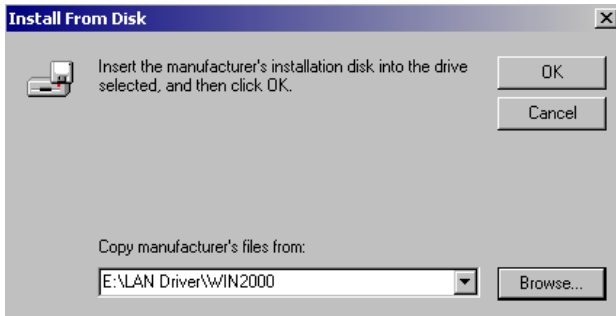 Install From Disk
Insert the manufacturer's installation disk into the drive
selected, and then click OK.
OK
Cancel
Copy manufacturer's files from:
E:\LAN Driver\WIN2000
Browse...